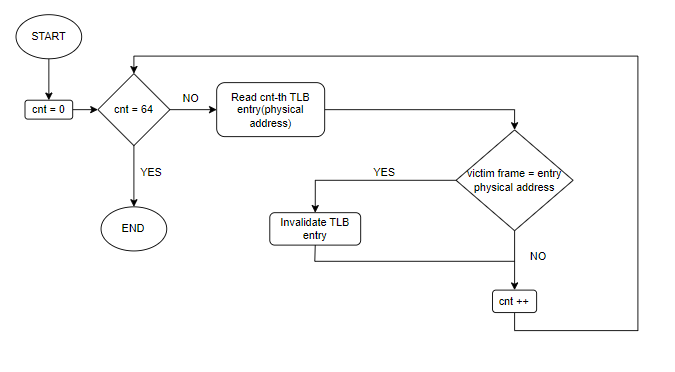 START
cnt = 0
cnt = 64
NO
Read cnt-th TLB
entry(physical
address)
YES
END
victim frame = entry
physical address
YES
Invalidate TLB
entry
NO
cnt ++